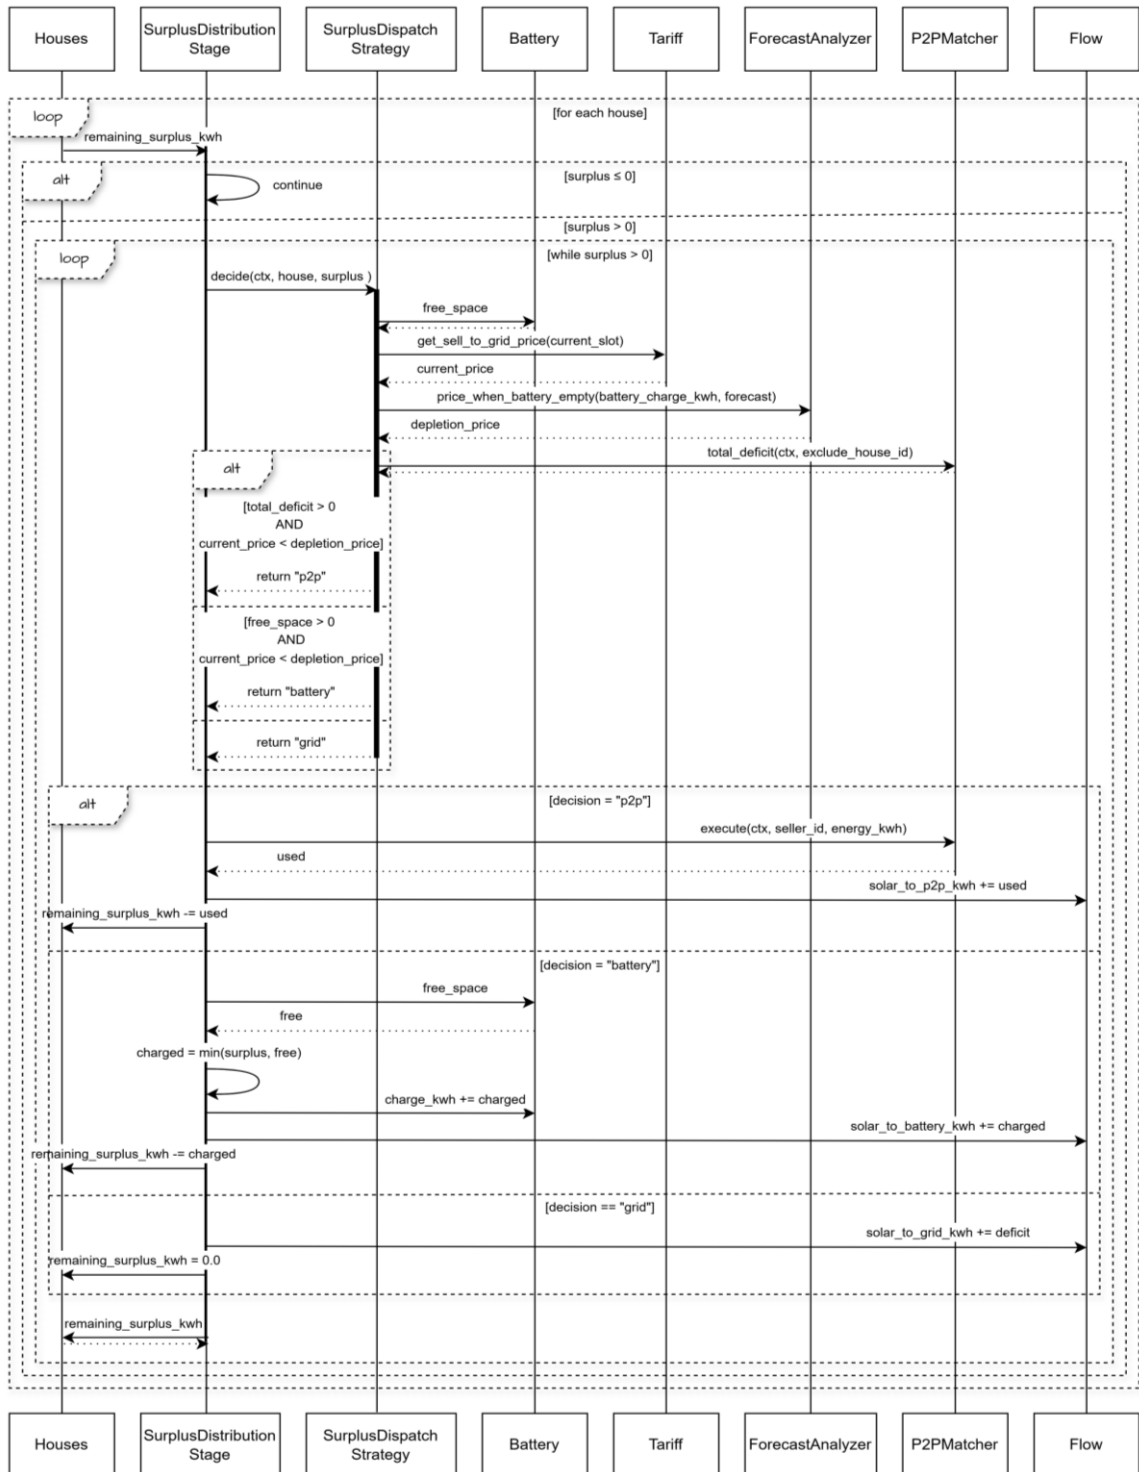 Houses
SurplusDistribution
Stage
SurplusDispatch
Strategy
Battery
Tariff
ForecastAnalyzer
P2PMatcher
Flow
loop
[for each house]
remaining_surplus_kwh
alt
[surplus ≤ 0]
continue
[surplus > 0]
loop
[while surplus > 0]
decide(ctx, house, surplus )
free_space
get_sell_to_grid_price(current_slot)
current_price
price_when_battery_empty(battery_charge_kwh, forecast)
depletion_price
total_deficit(ctx, exclude_house_id)
alt
[total_deficit > 0
AND
current_price < depletion_price]
return "p2p"
[free_space > 0
AND
current_price < depletion_price]
return "battery"
return "grid"
alt
[decision = "p2p"]
execute(ctx, seller_id, energy_kwh)
used
solar_to_p2p_kwh += used
remaining_surplus_kwh -= used
[decision = "battery"]
free_space
free
charged = min(surplus, free)
charge_kwh += charged
solar_to_battery_kwh += charged
remaining_surplus_kwh -= charged
[decision == "grid"]
solar_to_grid_kwh += deficit
remaining_surplus_kwh = 0.0
remaining_surplus_kwh
Houses
SurplusDistribution
Stage
SurplusDispatch
Strategy
Battery
Tariff
ForecastAnalyzer
P2PMatcher
Flow